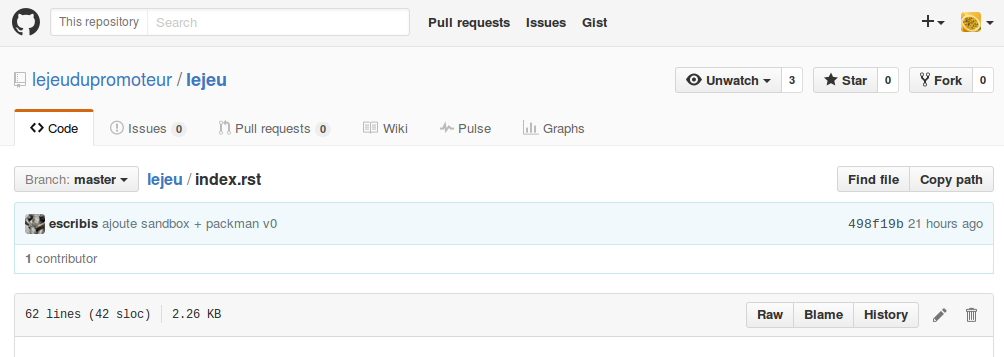 This repository Search Pull requests Issues Gist
lejeudupromoteur / lejeu Unwatch 3 Star 0 Fork 0
Code Issues 0 Pull requests 0 Wiki Pulse Graphs
Branch: master lejeu / index.rst Find file Copy path
escribis ajoute sandbox + packman v0 498f19b 21 hours ago
1 contributor
62 lines (42 sloc) 2.26 KB Raw Blame History